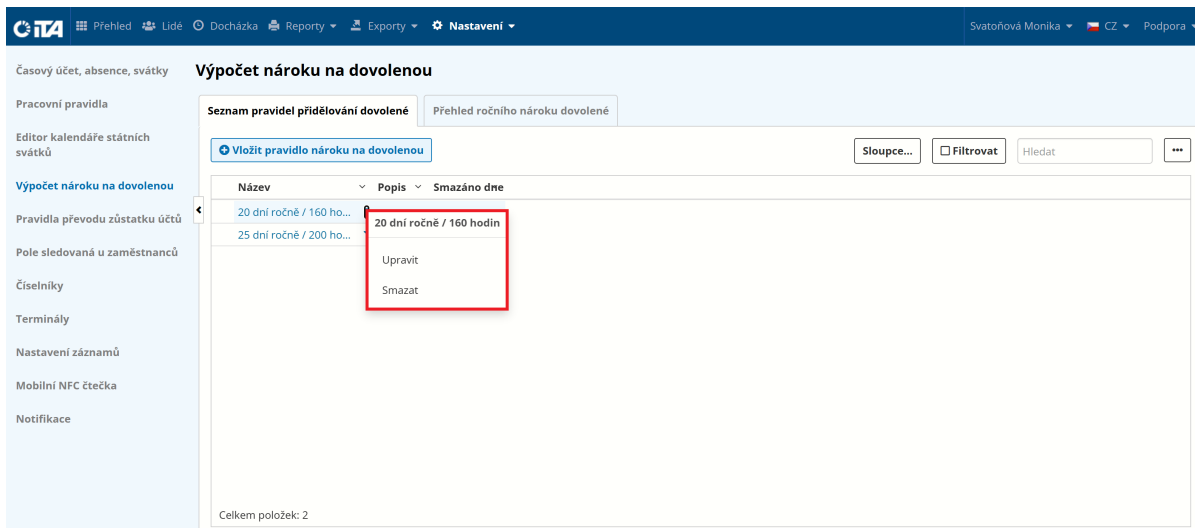 iTA Přehled Lidé Docházka Reporty Exporty Nastavení Svatoňová Monika CZ Podpora
Časový účet, absence, svátky
Pracovní pravidla
Editor kalendáře státních
svátků
Výpočet nároku na dovolenou
Pravidla převodu zůstatku účtů
Pole sledovaná u zaměstnanců
Číselníky
Terminály
Nastavení záznamů
Mobilní NFC čtečka
Notifikace
Výpočet nároku na dovolenou
Seznam pravidel přidělování dovolené Přehled ročního nároku dovolené
Vložit pravidlo nároku na dovolenou Sloupce... Filtrovat Hledat ...
Název Popis Smazáno dne
20 dní ročně / 160 ho...
25 dní ročně / 200 ho...
20 dní ročně / 160 hodin
Upravit
Smazat
Celkem položek: 2